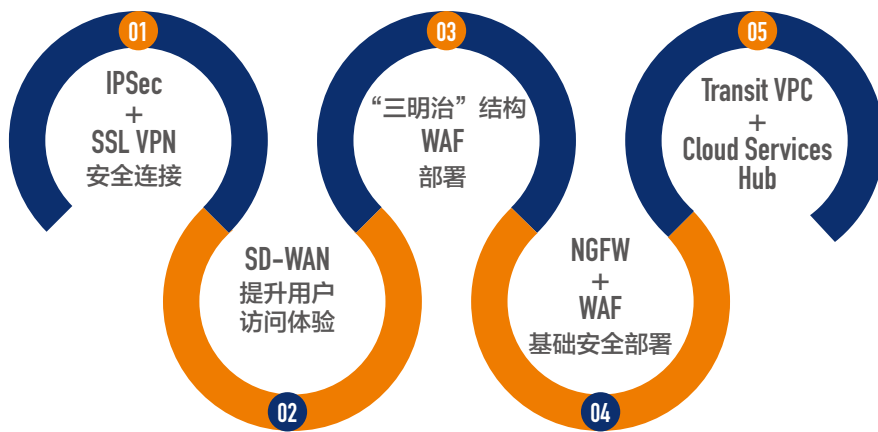 01
IPSec
+
SSL VPN
安全连接
02
SD-WAN
提升用户
访问体验
03
“三明治”结构
WAF
部署
04
NGFW
+
WAF
基础安全部署
05
Transit VPC
+
Cloud Services
Hub